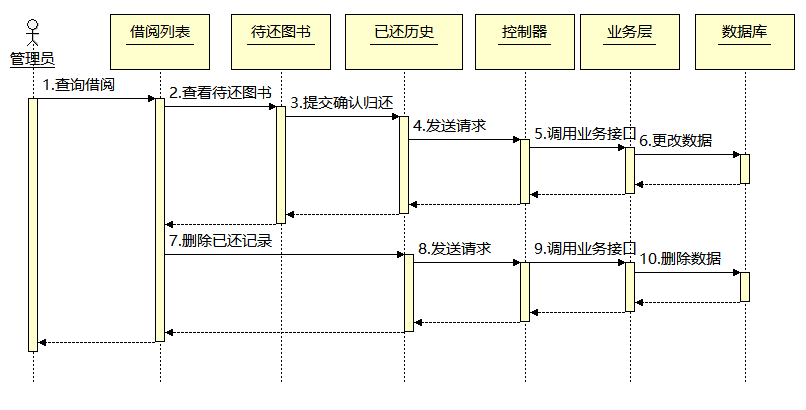 管理员
借阅列表
待还图书
已还历史
控制器
业务层
数据库
1.查询借阅
2.查看待还图书
3.提交确认归还
4.发送请求
5.调用业务接口
6.更改数据
7.删除已还记录
8.发送请求
9.调用业务接口
10.删除数据